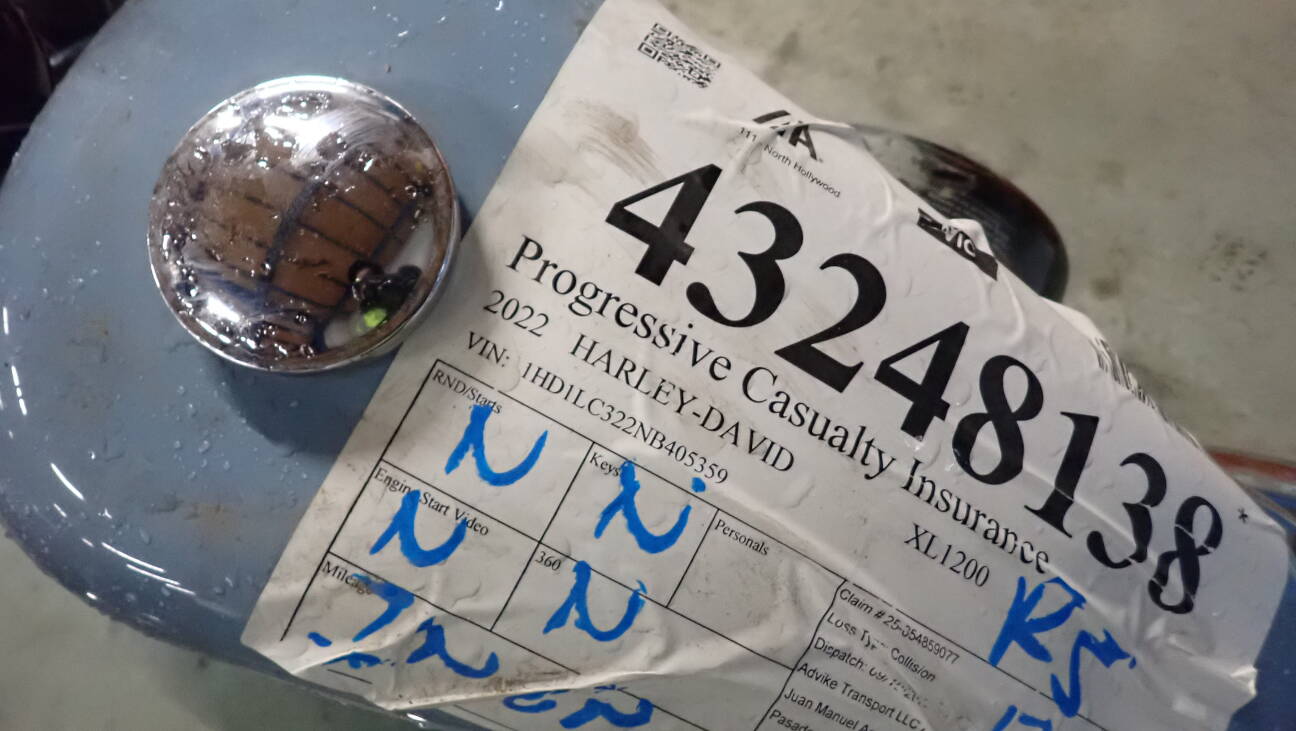 North Hollywood
43248138
Progressive Casualty Insurance
2022 HARLEY-DAVID XL1200
VIN: 1HD1LC322NB405359
RND/Starts
N
Keys
N
Personals
Engine Start Video
N
360
N
Mileage
Claim # 25-354859077
Loss Type: Collision
Dispatch:
Advike Transport LLC
Juan Manuel